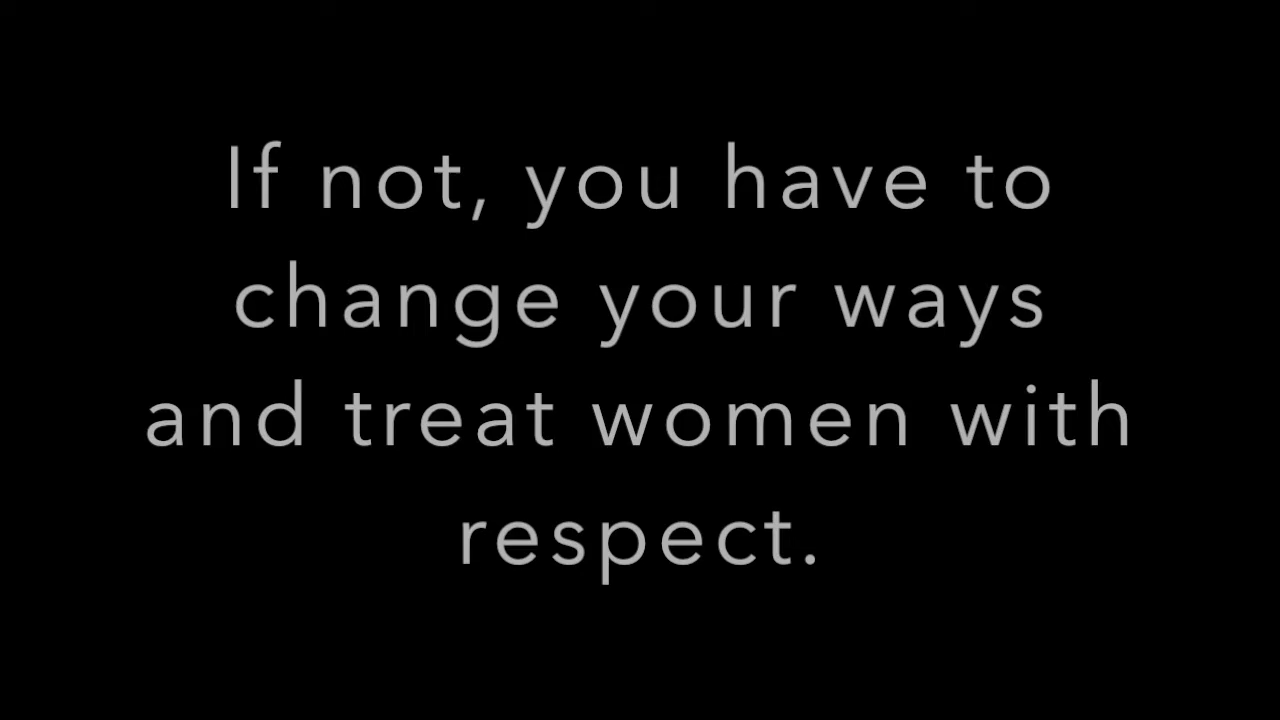 If not, you have to
change your ways
and treat women with
respect.